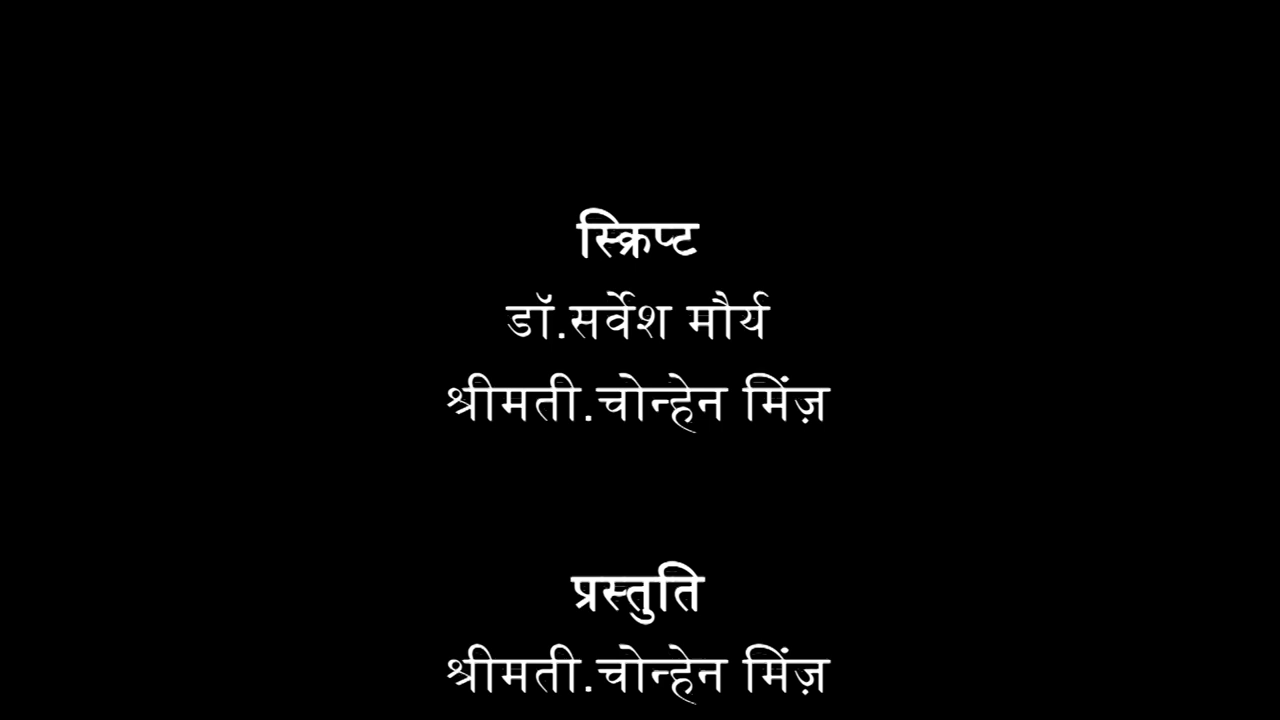 स्क्रिप्ट
डॉ.सर्वेश मौर्य
श्रीमती.चोन्हेन मिंज़
प्रस्तुति
श्रीमती.चोन्हेन मिंज़